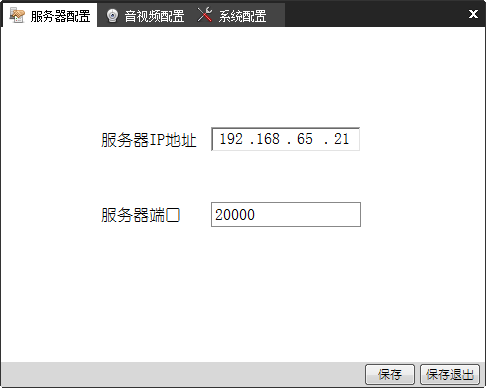 服务器配置 音视频配置 系统配置 x
服务器IP地址 192 .168 . 65 . 21
服务器端口 20000
保存 保存退出